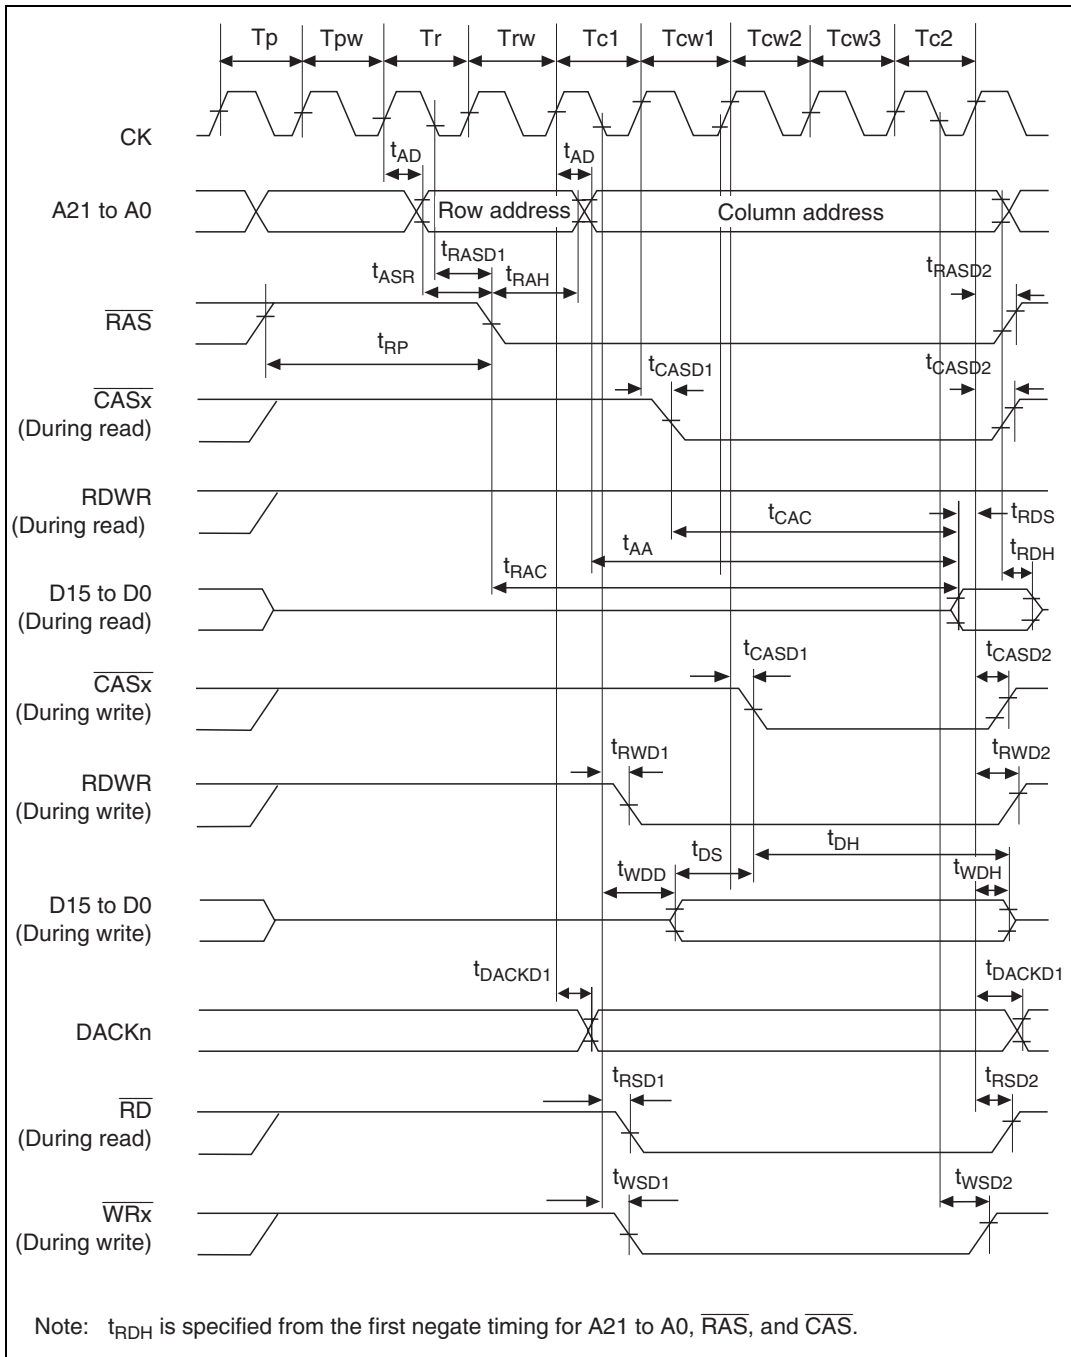 Tp Tpw Tr Trw Tc1 Tcw1 Tcw2 Tcw3 Tc2
CK
tAD tAD
A21 to A0 Row address Column address
tRASD1 tRASD2
tASR tRAH
RAS
tRP
tCASD1 tCASD2
CASx
(During read)
RDWR
(During read)
tCAC tRDS
tAA tRDH
tRAC
D15 to D0
(During read)
tCASD1 tCASD2
CASx
(During write)
tRWD1 tRWD2
RDWR
(During write)
tDS tDH
tWDD tWDH
D15 to D0
(During write)
tDACKD1 tDACKD1
DACKn
tRSD1 tRSD2
RD
(During read)
tWSD1 tWSD2
WRx
(During write)
Note: tRDH is specified from the first negate timing for A21 to A0, RAS, and CAS.